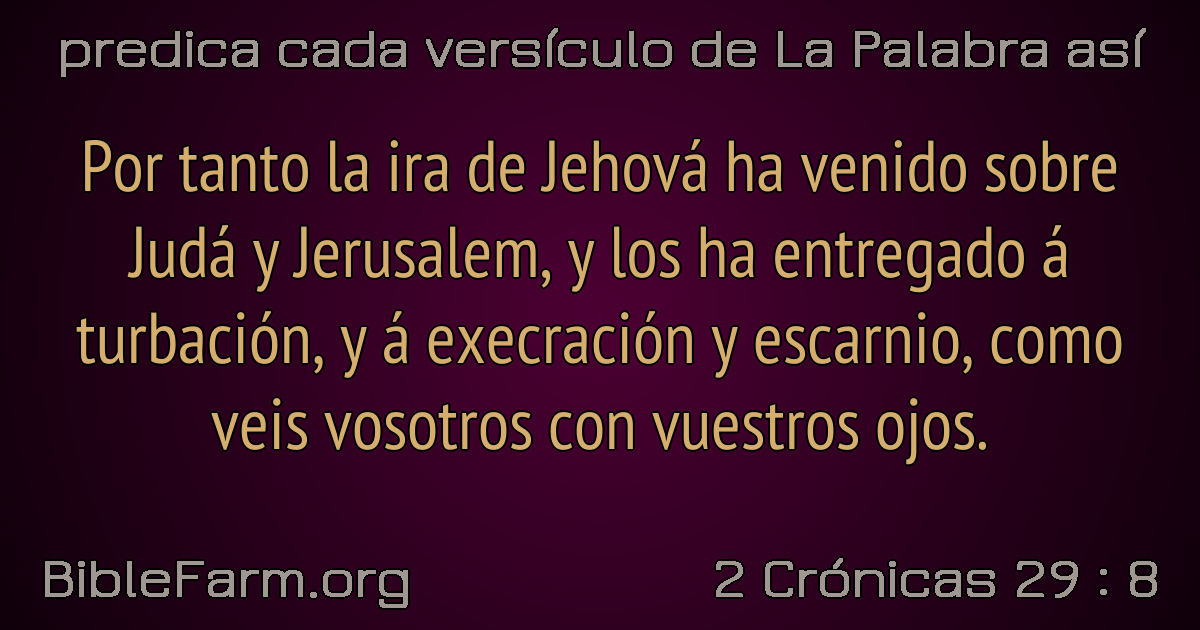 predica cada versículo de La Palabra así
Por tanto la ira de Jehová ha venido sobre
Judá y Jerusalem, y los ha entregado á
turbación, y á execración y escarnio, como
veis vosotros con vuestros ojos.
BibleFarm.org
2 Crónicas 29 : 8